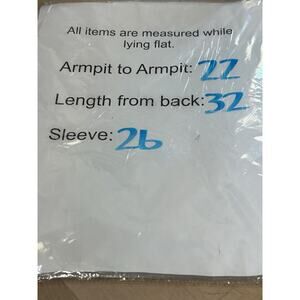 All items are measured while
lying flat.
Armpit to Armpit: 22
Length from back: 32
Sleeve: 26